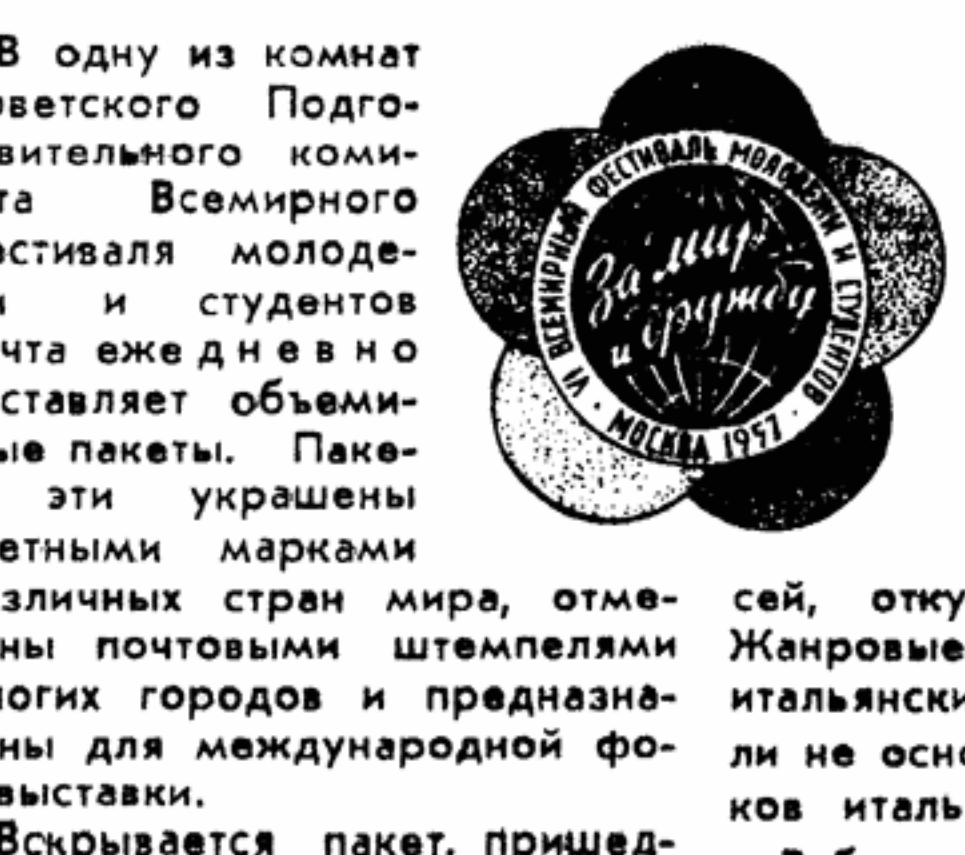 В одну из комнат
оветского Подго-
вительного коми-
та Всемирного
естиваля молоде-
и и студентов
чта ежедневно
ставляет объеми-
ые пакеты. Паке-
эти украшены
етными марками
зличных стран мира, отме-
ны почтовыми штемпелями
ногих городов и предназна-
ны для международной фо-
выставки.
Вскрывается пакет, пришед-
VI ВСЕМИРНЫЙ ФЕСТИВАЛЬ МОЛОДЕЖИ И СТУДЕНТОВ
За мир
и дружбу
· МОСКВА 1957 ·
сей, отку
Жанровые
итальянски
ли не осно
ков италь